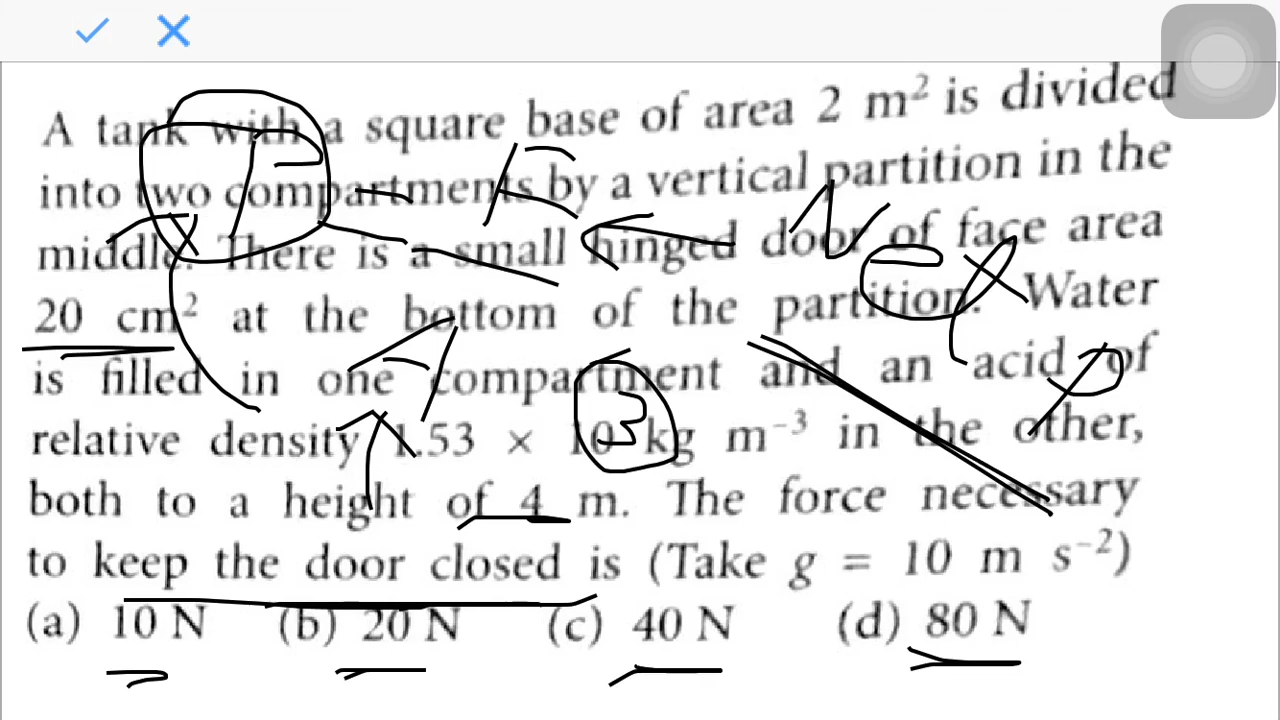 A tank with a square base of area 2 m² is divided
into two compartments by a vertical partition in the
middle. There is a small hinged door of face area
20 cm² at the bottom of the partition. Water
is filled in one compartment and an acid of
relative density 1.53 × 10 3 kg m⁻³ in the other,
both to a height of 4 m. The force necessary
to keep the door closed is (Take g = 10 m s⁻²)
(a) 10 N (b) 20 N (c) 40 N (d) 80 N